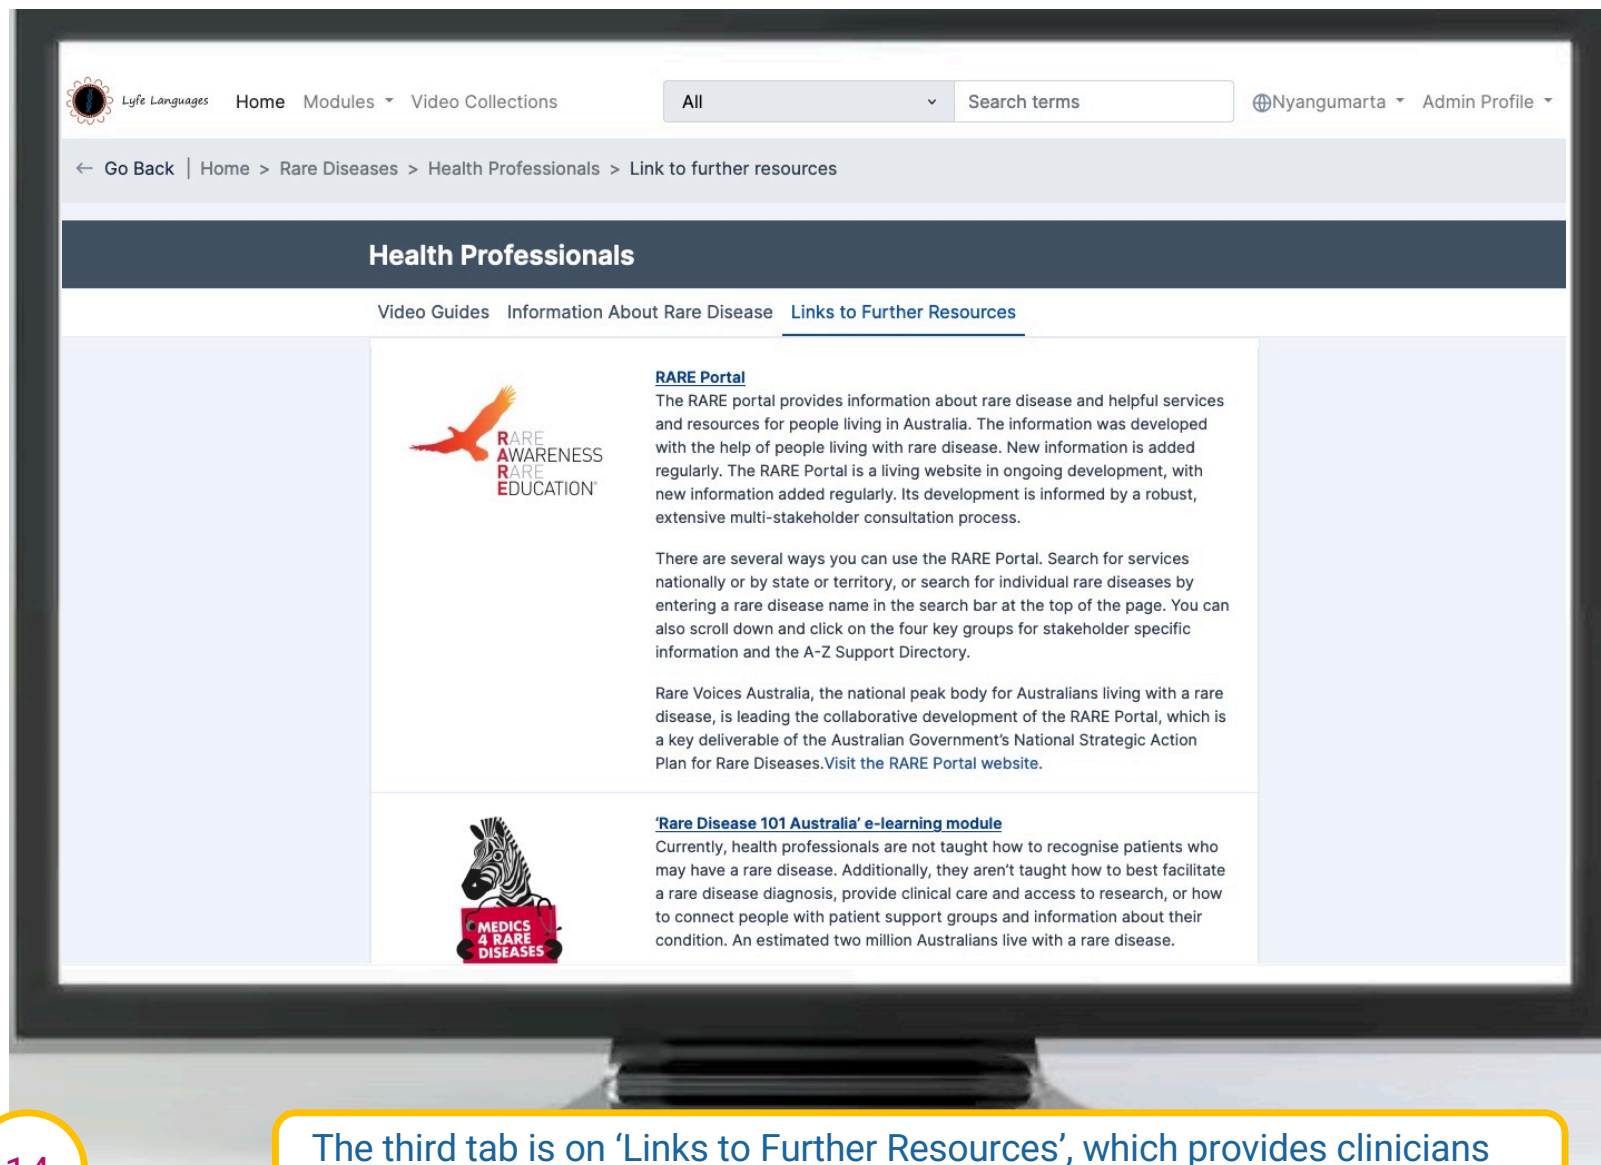 Lyfe Languages Home Modules Video Collections All Search terms Nyangumarta Admin Profile
← Go Back | Home > Rare Diseases > Health Professionals > Link to further resources
Health Professionals
Video Guides Information About Rare Disease Links to Further Resources
RARE
AWARENESS
RARE
EDUCATION
RARE Portal
The RARE portal provides information about rare disease and helpful services
and resources for people living in Australia. The information was developed
with the help of people living with rare disease. New information is added
regularly. The RARE Portal is a living website in ongoing development, with
new information added regularly. Its development is informed by a robust,
extensive multi-stakeholder consultation process.
There are several ways you can use the RARE Portal. Search for services
nationally or by state or territory, or search for individual rare diseases by
entering a rare disease name in the search bar at the top of the page. You can
also scroll down and click on the four key groups for stakeholder specific
information and the A-Z Support Directory.
Rare Voices Australia, the national peak body for Australians living with a rare
disease, is leading the collaborative development of the RARE Portal, which is
a key deliverable of the Australian Government’s National Strategic Action
Plan for Rare Diseases.Visit the RARE Portal website.
MEDICS
4 RARE
DISEASES
‘Rare Disease 101 Australia’ e-learning module
Currently, health professionals are not taught how to recognise patients who
may have a rare disease. Additionally, they aren’t taught how to best facilitate
a rare disease diagnosis, provide clinical care and access to research, or how
to connect people with patient support groups and information about their
condition. An estimated two million Australians live with a rare disease.
14
The third tab is on ‘Links to Further Resources’, which provides clinicians